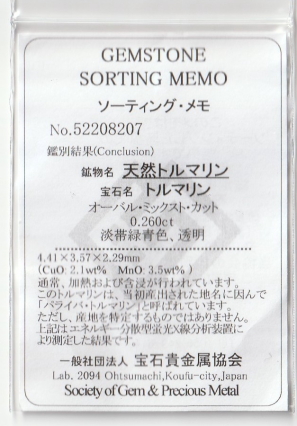 GEMSTONE
SORTING MEMO
ソーティング・メモ
No.52208207
鑑別結果(Conclusion)
鉱物名 天然トルマリン
宝石名 トルマリン
オーバル・ミックスト・カット
0.260ct
淡帯緑青色、透明
4.41×3.57×2.29mm
(CuO: 2.1wt% MnO: 3.5wt% )
通常、加熱および含浸が行われています。
このトルマリンは、当初産出された地名に因んで
「パライバ・トルマリン」と呼ばれています。
ただし、産地を特定するものではありません。
上記はエネルギー分散型蛍光X線分析装置に
より測定した結果です。
一般社団法人 宝石貴金属協会
Lab. 2094 Ohtsumachi,Koufu-city,Japan
Society of Gem & Precious Metal